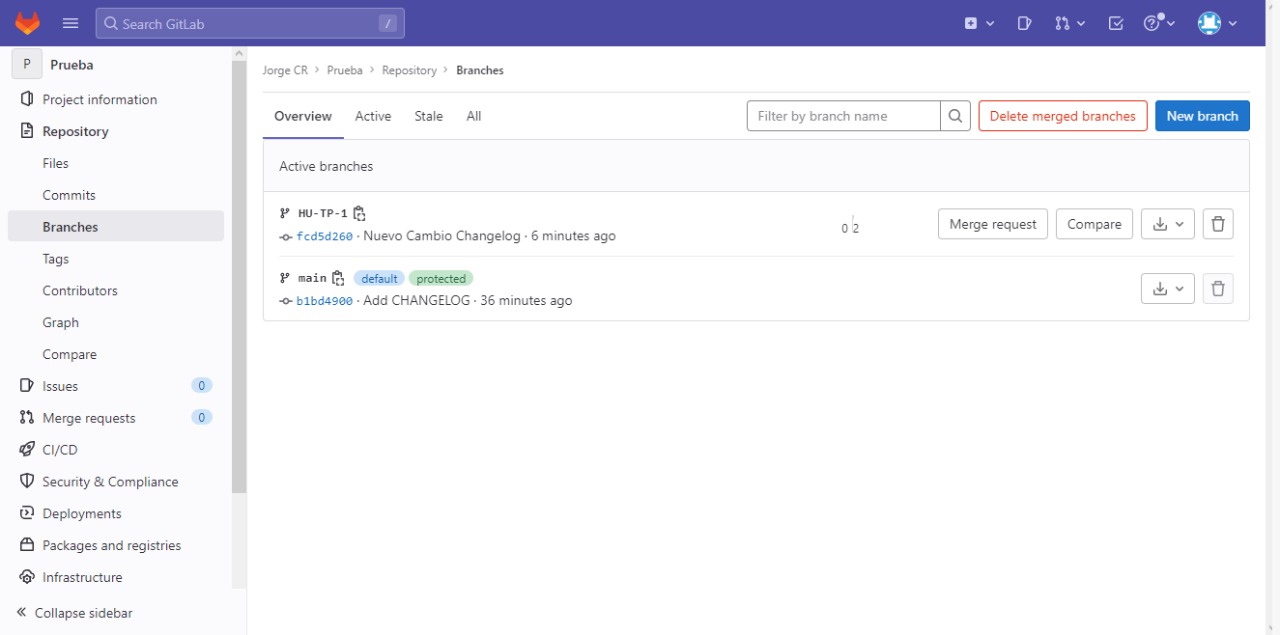 Search GitLab /
P Prueba
Project information
Repository
Files
Commits
Branches
Tags
Contributors
Graph
Compare
Issues 0
Merge requests 0
CI/CD
Security & Compliance
Deployments
Packages and registries
Infrastructure
Collapse sidebar
Jorge CR > Prueba > Repository > Branches
Overview Active Stale All Filter by branch name Delete merged branches New branch
Active branches
HU-TP-1
fcd5d260 · Nuevo Cambio Changelog · 6 minutes ago
0 2 Merge request Compare
main default protected
b1bd4900 · Add CHANGELOG · 36 minutes ago